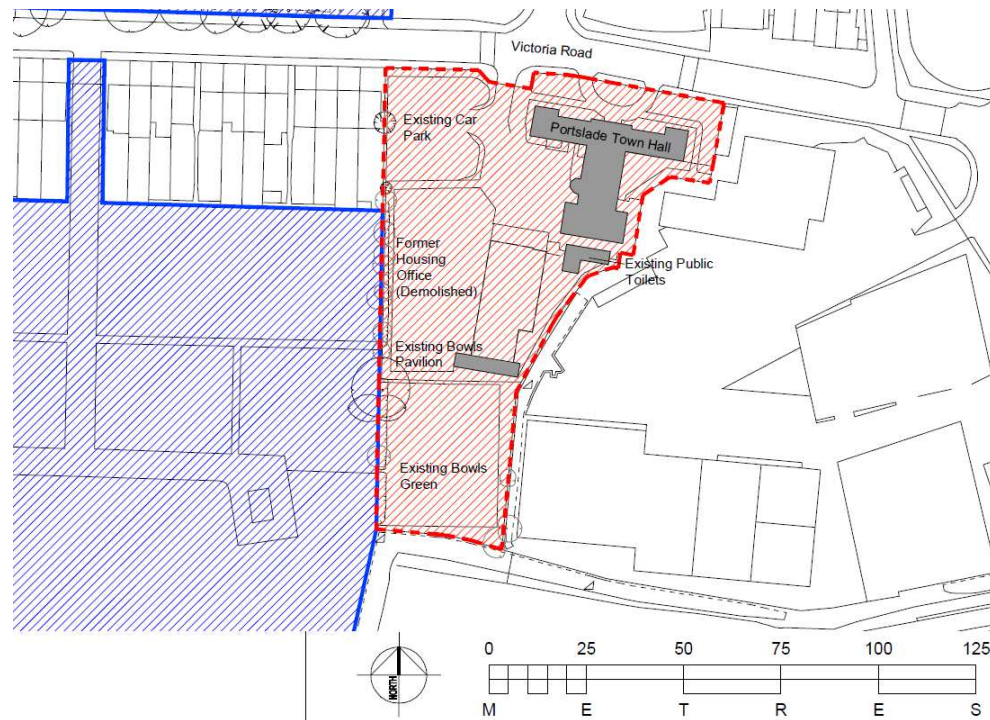 Victoria Road
Existing Car
Park
Portslade Town Hall
Former
Housing
Office
(Demolished)
Existing Public
Toilets
Existing Bowls
Pavilion
Existing Bowls
Green
NORTH
0 25 50 75 100 125
M E T R E S